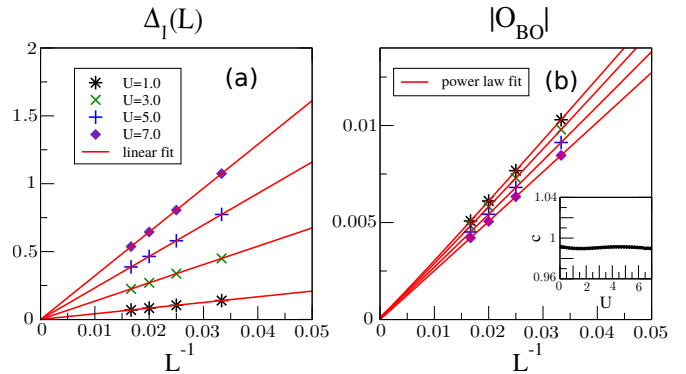 Δ_l(L)
|O_BO|
2
1.5
1
0.5
0
(a)
U=1.0
U=3.0
U=5.0
U=7.0
linear fit
0
0.01
0.02
0.03
0.04
0.05
L^-1
(b)
power law fit
0.01
0.005
0
0
0.01
0.02
0.03
0.04
0.05
L^-1
1.04
1
0.96
c
0
2
4
6
U